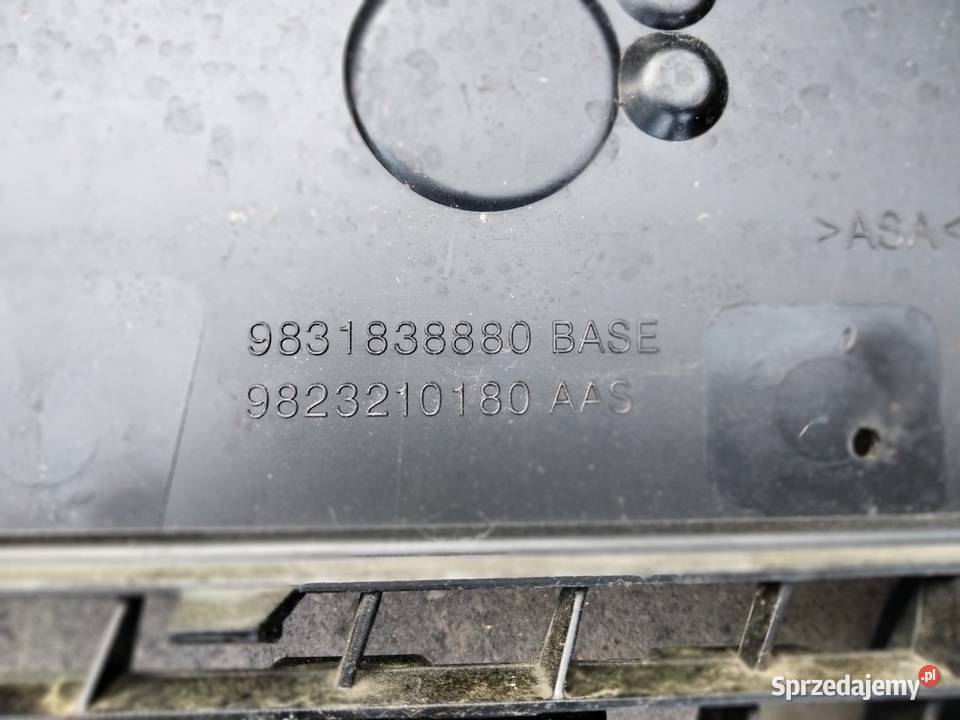 >ASA<
9831838880 BASE
9823210180 AAS
Sprzedajemy.pl